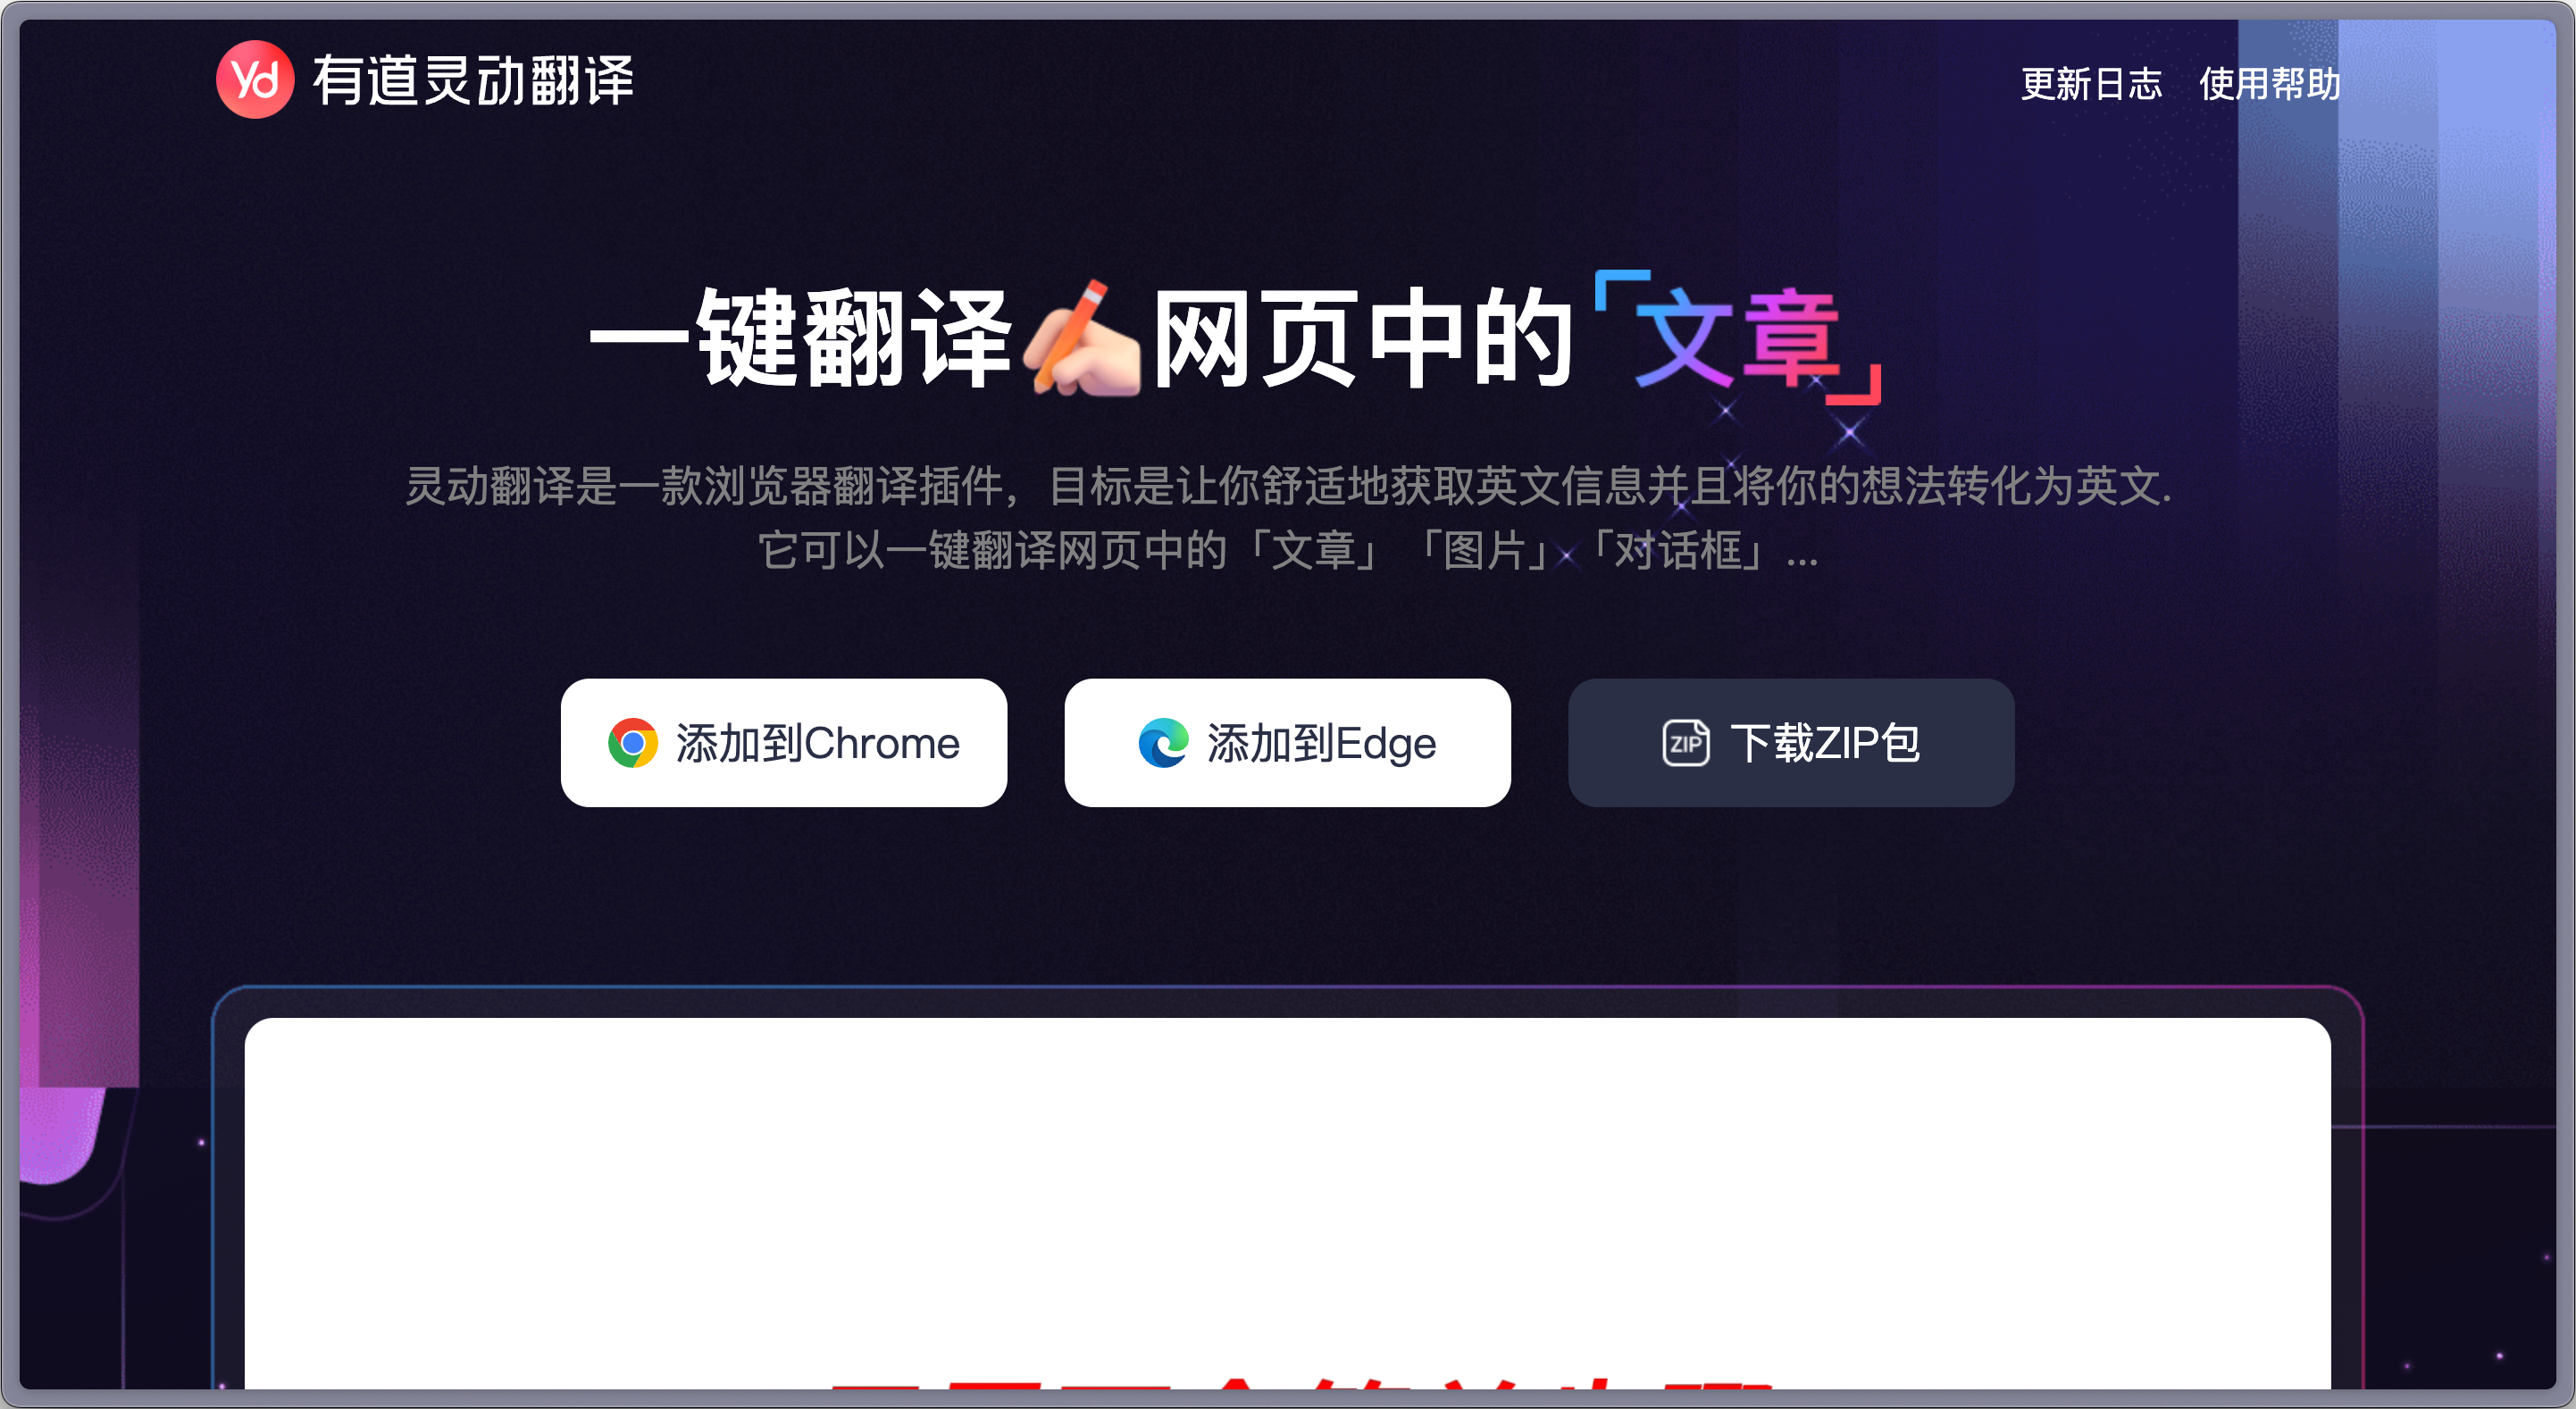 Yd 有道灵动翻译
更新日志 使用帮助
一键翻译✍🏻网页中的「文章」
灵动翻译是一款浏览器翻译插件，目标是让你舒适地获取英文信息并且将你的想法转化为英文.
它可以一键翻译网页中的「文章」「图片」「对话框」...
添加到Chrome
添加到Edge
ZIP 下载ZIP包